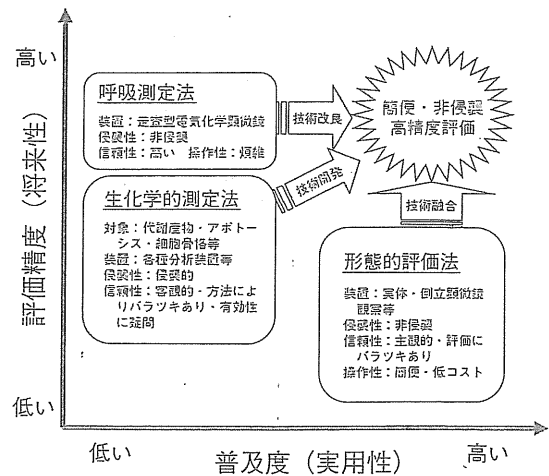 高い
評価精度（将来性）
低い
呼吸測定法
装置：走査型電気化学顕微鏡
侵襲性：非侵襲
信頼性：高い　操作性：煩雑
技術改良
簡便・非侵襲
高精度評価
生化学的測定法
対象：代謝産物・アポトー
シス・細胞骨格等
装置：各種分析装置等
侵襲性：侵襲的
信頼性：客観的・方法によ
りバラツキあり・有効性
に疑問
技術開発
技術融合
形態的評価法
装置：実体・倒立顕微鏡
観察等
侵襲性：非侵襲
信頼性：主観的・評価に
バラツキあり
操作性：簡便・低コスト
低い
普及度（実用性）
高い